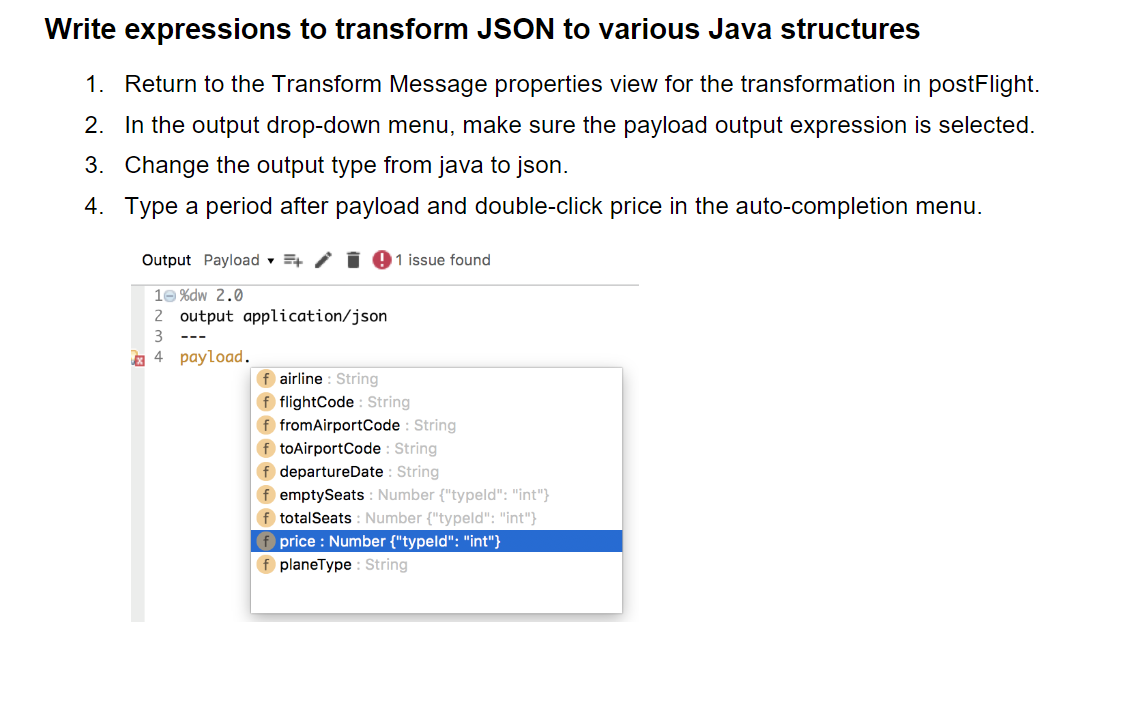 Write expressions to transform JSON to various Java structures
1. Return to the Transform Message properties view for the transformation in postFlight.
2. In the output drop-down menu, make sure the payload output expression is selected.
3. Change the output type from java to json.
4. Type a period after payload and double-click price in the auto-completion menu.
Output Payload 1 issue found
1 %dw 2.0
2 output application/json
3 ---
4 payload.
f airline : String
f flightCode : String
f fromAirportCode : String
f toAirportCode : String
f departureDate : String
f emptySeats : Number {"typeId": "int"}
f totalSeats : Number {"typeId": "int"}
f price : Number {"typeId": "int"}
f planeType : String